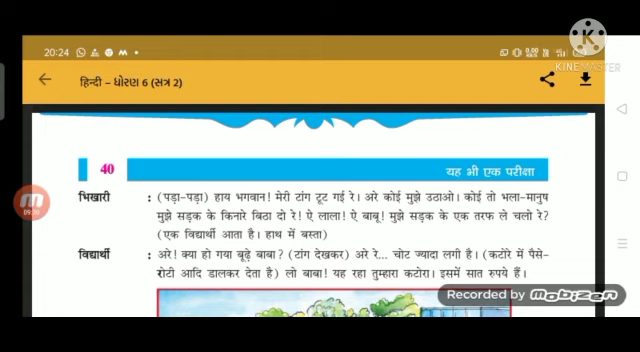 20:24
KINEMASTER
हिन्दी – ધોરણ 6 (સત્ર 2)
40
यह भी एक परीक्षा
भिखारी : (पड़ा-पड़ा) हाय भगवान! मेरी टांग टूट गई रे। अरे कोई मुझे उठाओ। कोई तो भला-मानुष
मुझे सड़क के किनारे बिठा दो रे! ऐ लाला! ऐ बाबू! मुझे सड़क के एक तरफ ले चलो रे?
(एक विद्यार्थी आता है। हाथ में बस्ता)
विद्यार्थी : अरे! क्या हो गया बूढ़े बाबा? (टांग देखकर) अरे रे... चोट ज्यादा लगी है। (कटोरे में पैसे-
रोटी आदि डालकर देता है) लो बाबा! यह रहा तुम्हारा कटोरा। इसमें सात रुपये हैं।
Recorded by Mobizen